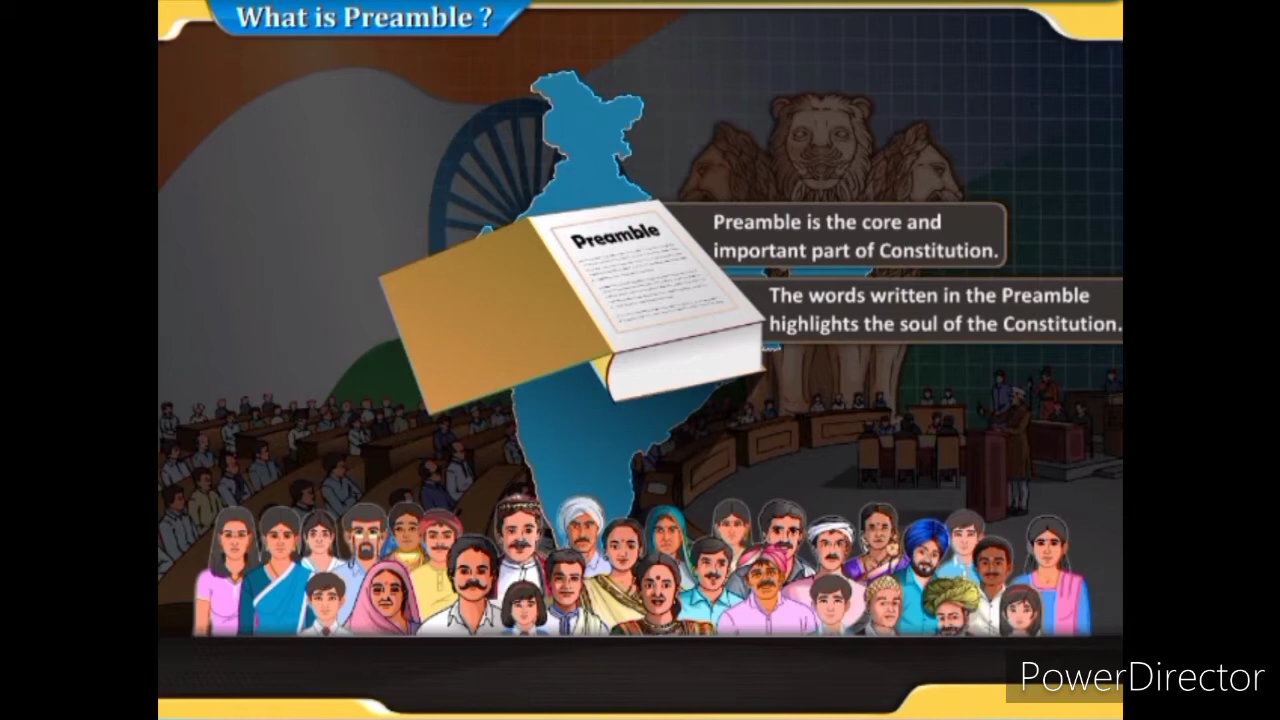 What is Preamble ?
Preamble
Preamble is the core and
important part of Constitution.
The words written in the Preamble
highlights the soul of the Constitution.
PowerDirector